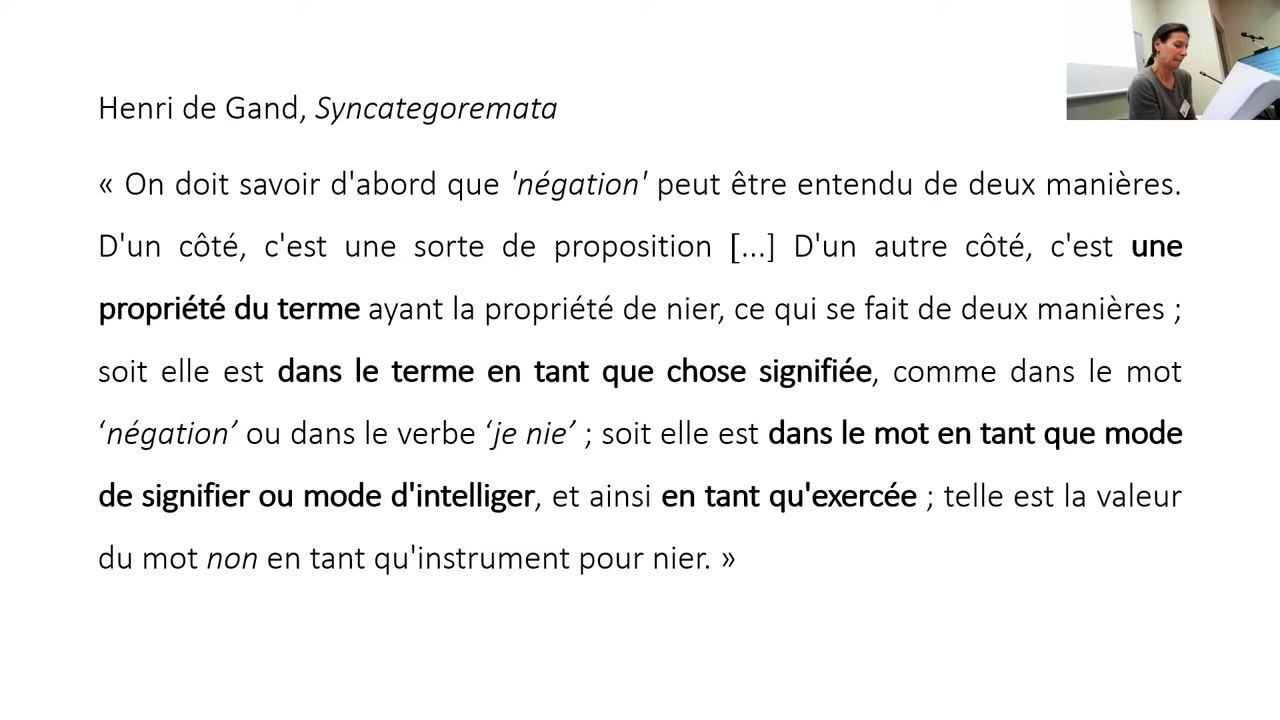 Henri de Gand, Syncategoremata
« On doit savoir d'abord que 'négation' peut être entendu de deux manières.
D'un côté, c'est une sorte de proposition [...] D'un autre côté, c'est une
propriété du terme ayant la propriété de nier, ce qui se fait de deux manières ;
soit elle est dans le terme en tant que chose signifiée, comme dans le mot
‘négation’ ou dans le verbe ‘je nie’ ; soit elle est dans le mot en tant que mode
de signifier ou mode d'intelliger, et ainsi en tant qu'exercée ; telle est la valeur
du mot non en tant qu'instrument pour nier. »